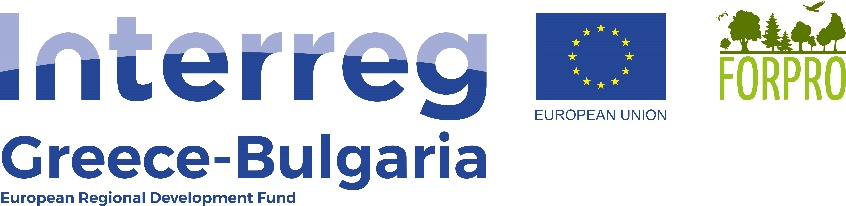 Interreg
Greece-Bulgaria
European Regional Development Fund
EUROPEAN UNION
FORPRO